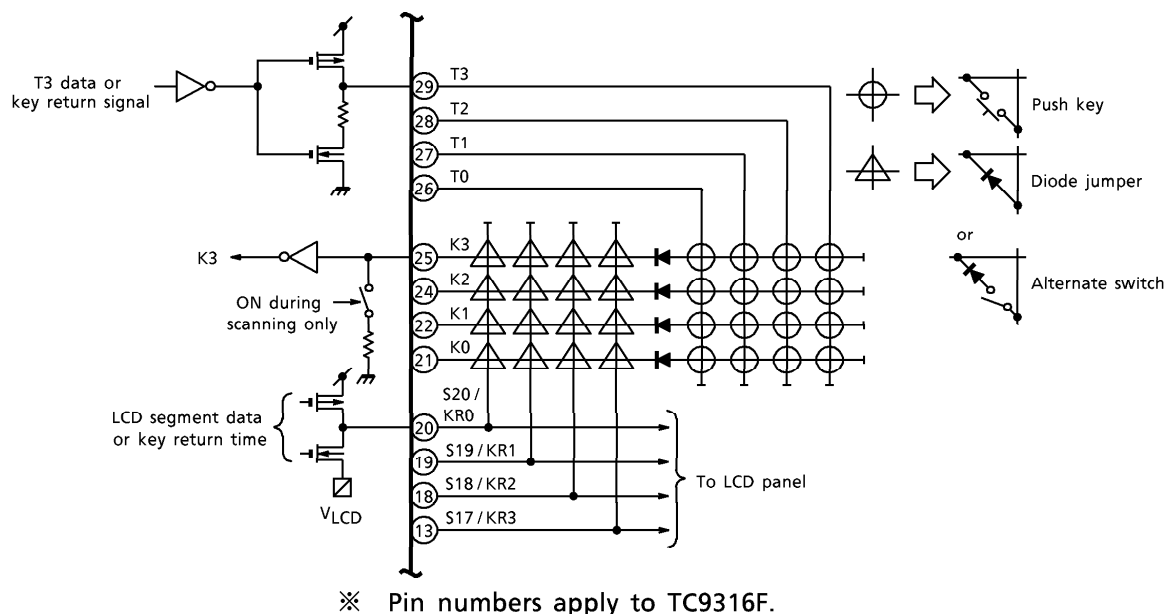 T3 data or
key return signal
29 T3
28 T2
27 T1
26 T0
Push key
Diode jumper
or
Alternate switch
K3
25 K3
24 K2
22 K1
21 K0
ON during
scanning only
LCD segment data
or key return time
VLCD
S20 /
20 KR0
19 S19 / KR1
18 S18 / KR2
13 S17 / KR3
To LCD panel
※ Pin numbers apply to TC9316F.